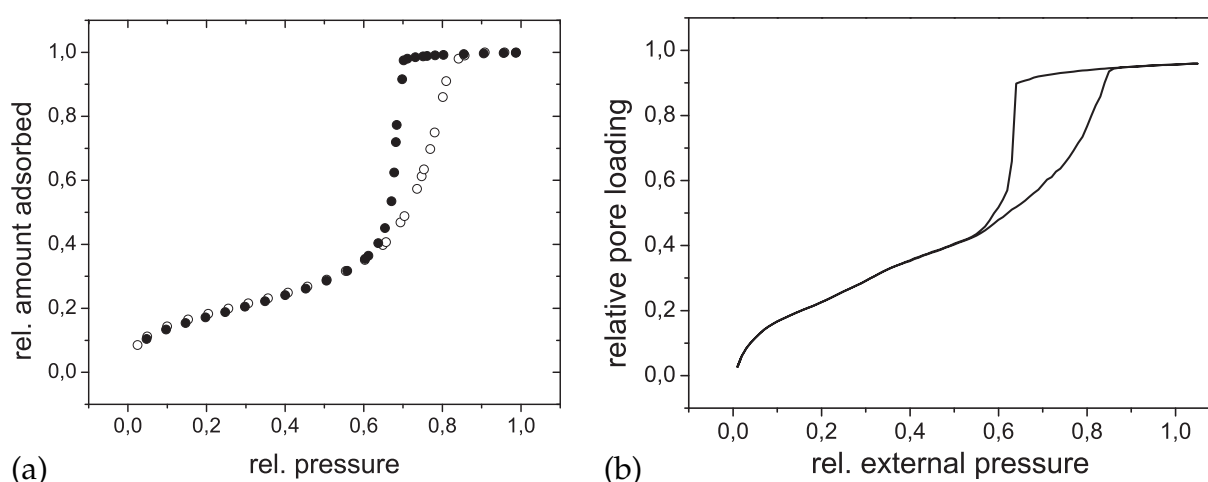 1,0
0,8
0,6
0,4
0,2
0,0
rel. amount adsorbed
0,0 0,2 0,4 0,6 0,8 1,0
rel. pressure
(a)
1,0
0,8
0,6
0,4
0,2
0,0
relative pore loading
0,0 0,2 0,4 0,6 0,8 1,0
rel. external pressure
(b)